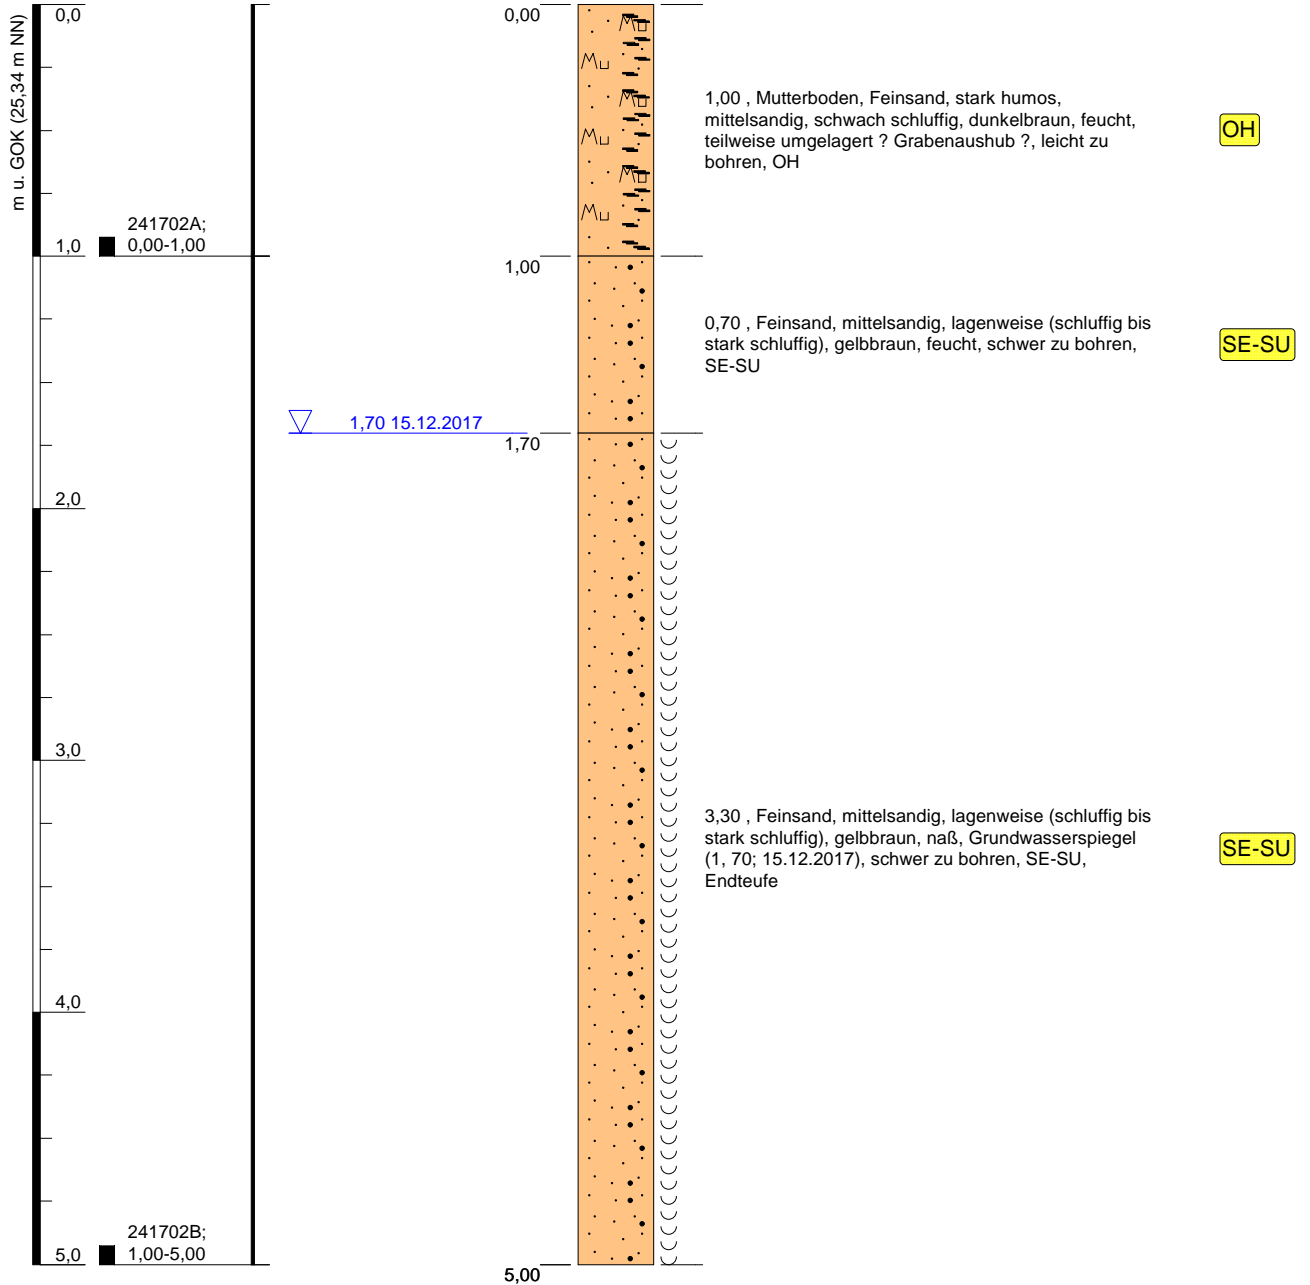 m u. GOK (25,34 m NN)
0,0
0,00
1,00 , Mutterboden, Feinsand, stark humos,
mittelsandig, schwach schluffig, dunkelbraun, feucht,
teilweise umgelagert ? Grabenaushub ?, leicht zu
bohren, OH
OH
241702A;
0,00-1,00
1,0
1,00
0,70 , Feinsand, mittelsandig, lagenweise (schluffig bis
stark schluffig), gelbbraun, feucht, schwer zu bohren,
SE-SU
SE-SU
1,70 15.12.2017
1,70
2,0
3,0
3,30 , Feinsand, mittelsandig, lagenweise (schluffig bis
stark schluffig), gelbbraun, naß, Grundwasserspiegel
(1, 70; 15.12.2017), schwer zu bohren, SE-SU,
Endteufe
SE-SU
4,0
241702B;
1,00-5,00
5,0
5,00